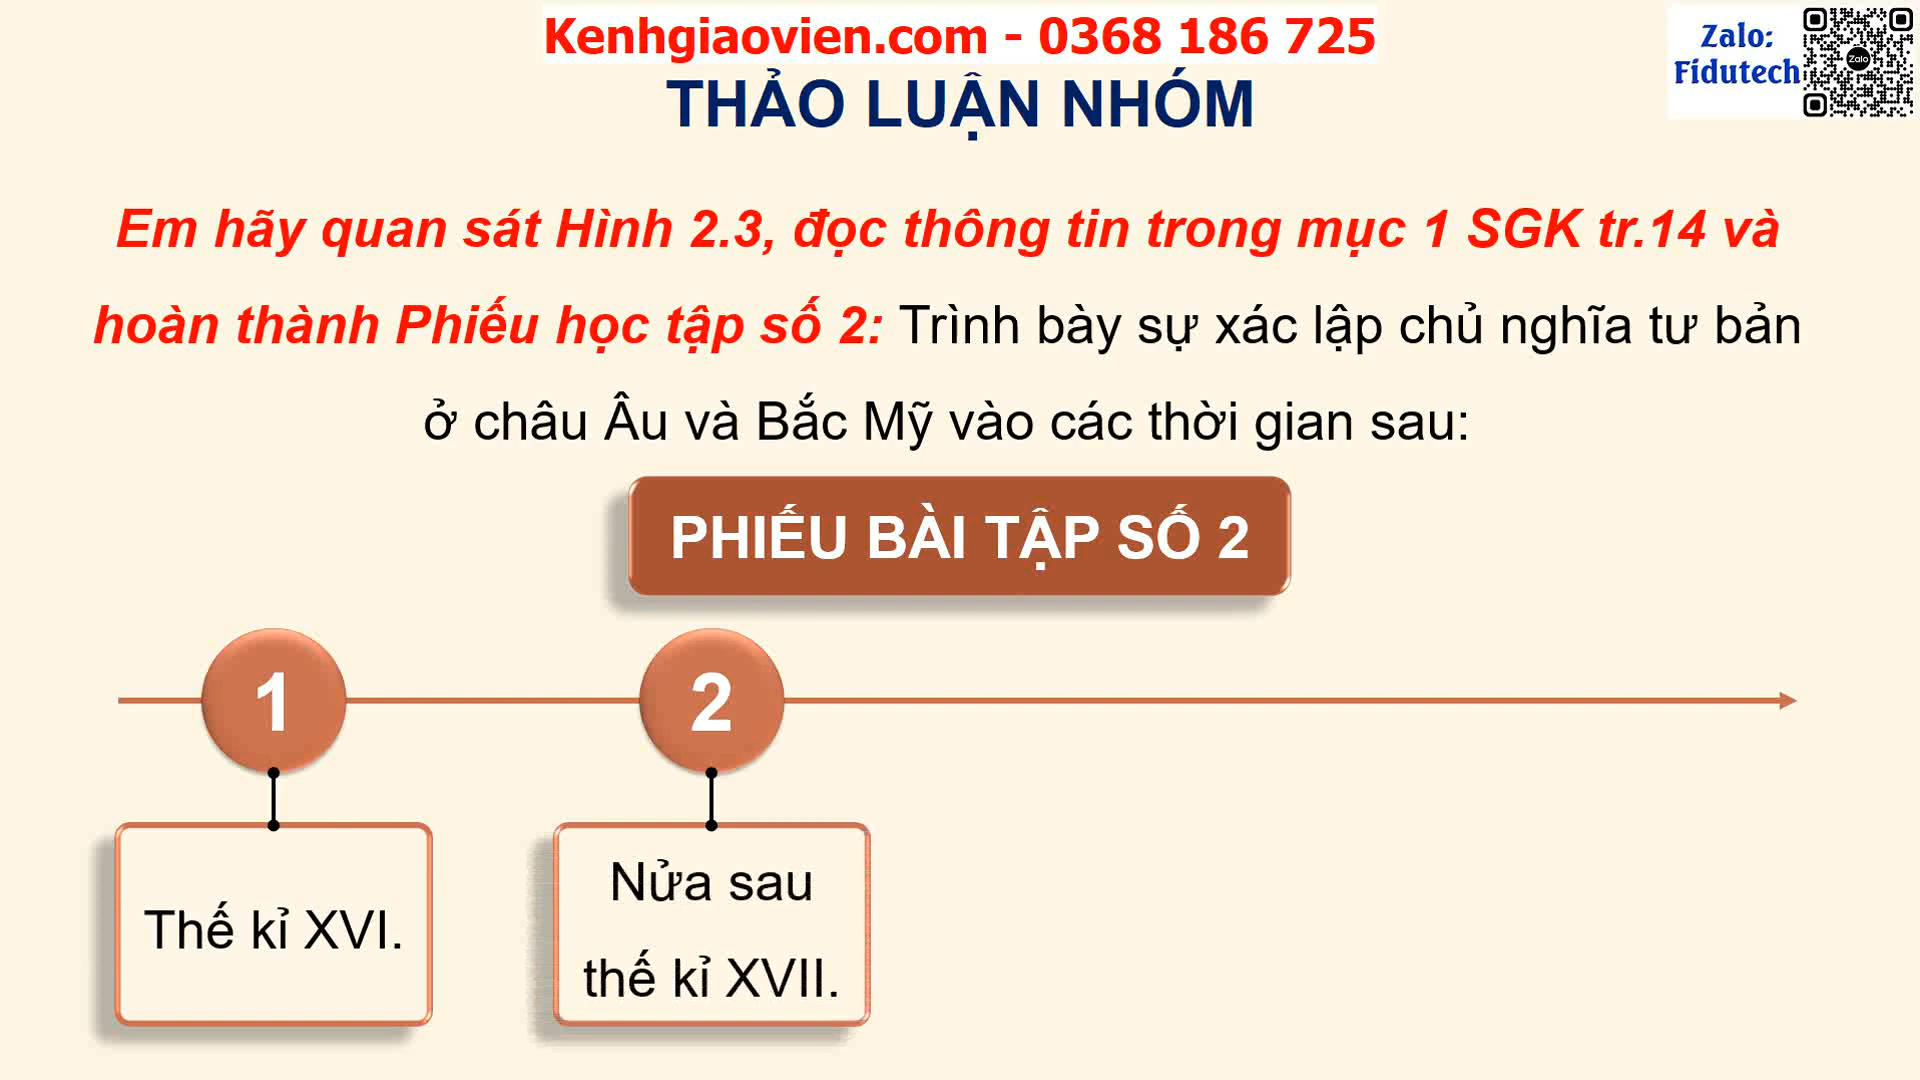 Kenhgiaovien.com - 0368 186 725
Zalo:
Fidutech
Zalo
THẢO LUẬN NHÓM
Em hãy quan sát Hình 2.3, đọc thông tin trong mục 1 SGK tr.14 và
hoàn thành Phiếu học tập số 2: Trình bày sự xác lập chủ nghĩa tư bản
ở châu Âu và Bắc Mỹ vào các thời gian sau:
PHIẾU BÀI TẬP SỐ 2
1
2
Thế kỉ XVI.
Nửa sau
thế kỉ XVII.